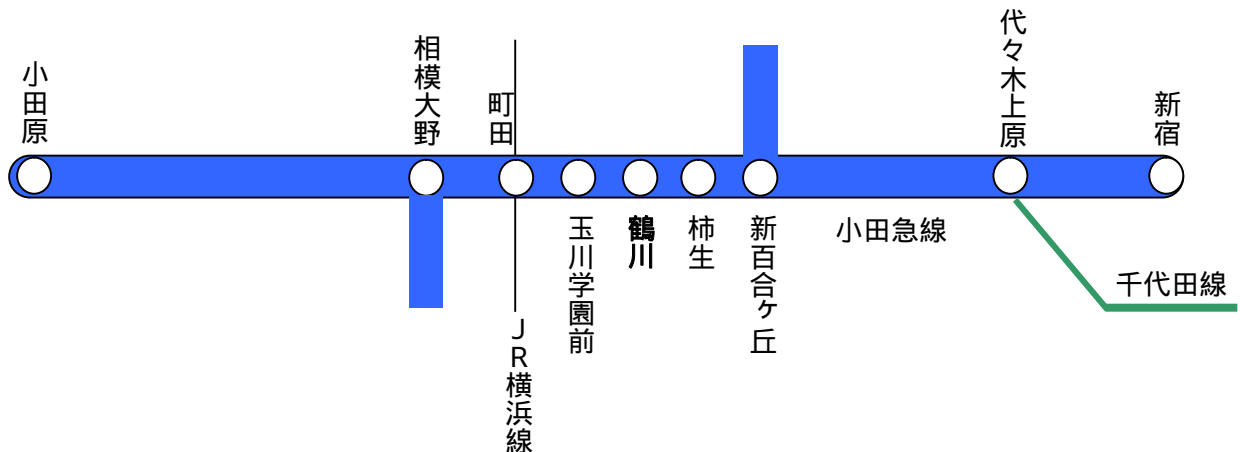 小田原
相模大野
町田
代々木上原
新宿
玉川学園前
鶴川
柿生
新百合ヶ丘
小田急線
千代田線
ＪＲ横浜線